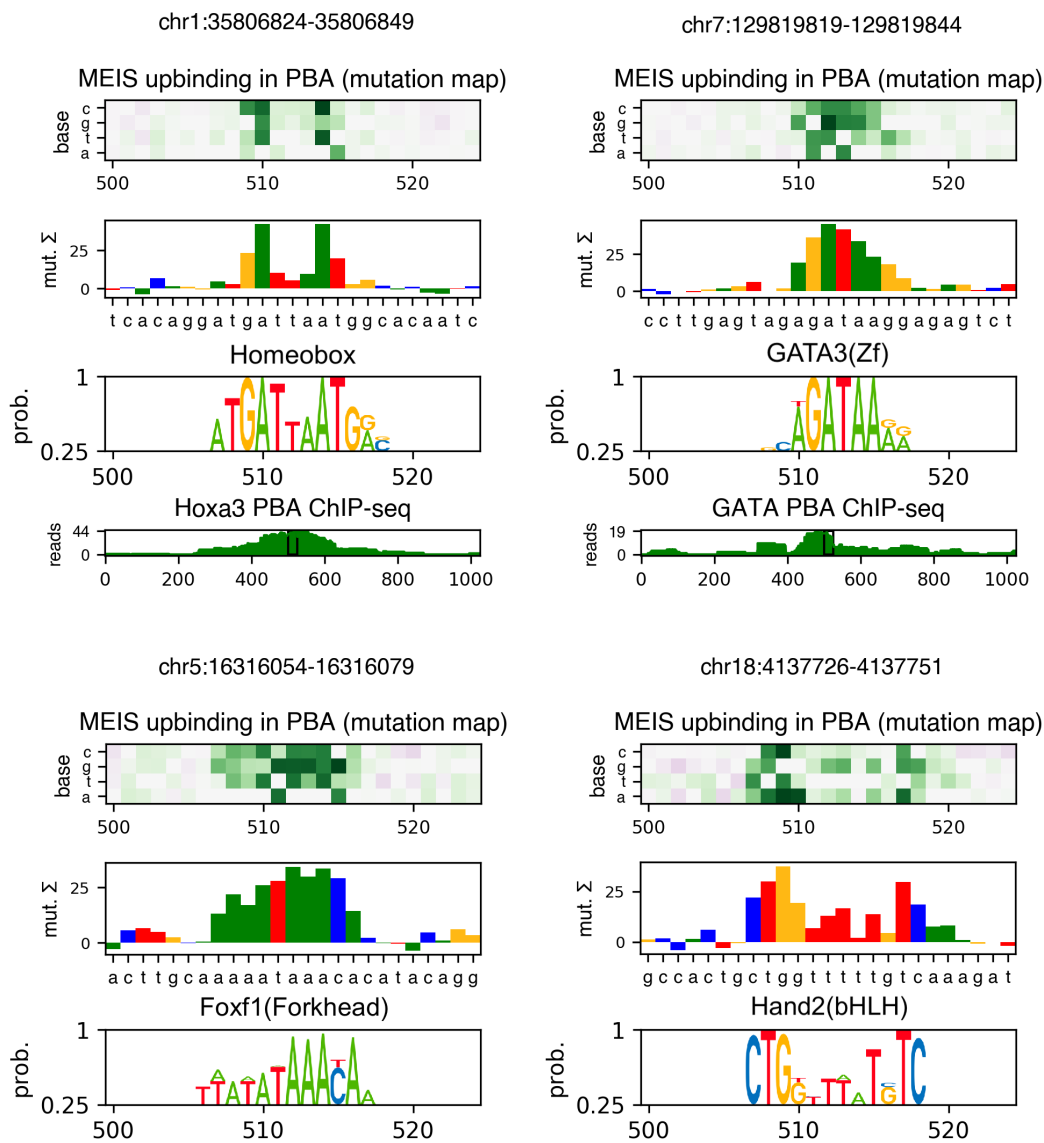 chr1:35806824-35806849
MEIS upbinding in PBA (mutation map)
base
c
g
t
a
500 510 520
mut. Σ
25
0
t c a c a g g a t g a t t a a t g g c a c a a t c
Homeobox
prob.
1
0.25
A T G A T T A A T G G A G C
500 510 520
Hoxa3 PBA ChIP-seq
reads
44
0
0 200 400 600 800 1000
chr7:129819819-129819844
MEIS upbinding in PBA (mutation map)
base
c
g
t
a
500 510 520
mut. Σ
25
0
c c t t g a g t a g a g a t a a g g a g a g t c t
GATA3(Zf)
prob.
1
0.25
G C T A G A T A A G A G A
500 510 520
GATA PBA ChIP-seq
reads
19
0
0 200 400 600 800 1000
chr5:16316054-16316079
MEIS upbinding in PBA (mutation map)
base
c
g
t
a
500 510 520
mut. Σ
25
0
a c t t g c a a a a t a a a c a c a t a c a g g
Foxf1(Forkhead)
prob.
1
0.25
T A T A A T A T A A A T C A A
500 510 520
chr18:4137726-4137751
MEIS upbinding in PBA (mutation map)
base
c
g
t
a
500 510 520
mut. Σ
25
0
g c c a c t g c t g g t t t t t g t c a a a g a t
Hand2(bHLH)
prob.
1
0.25
C T G T G T T A T A T C G T C
500 510 520